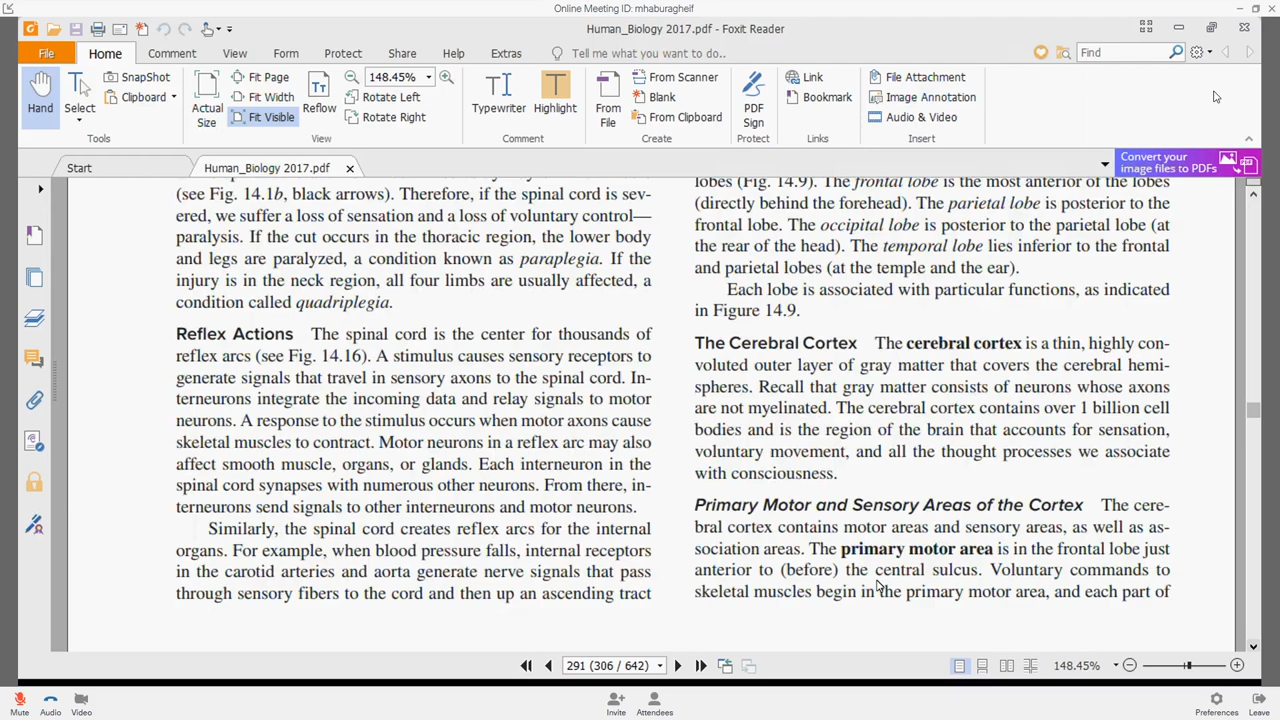 Online Meeting ID: mhaburagheif
Human_Biology 2017.pdf - Foxit Reader
File Home Comment View Form Protect Share Help Extras Tell me what you want to do.. Find
Hand Select SnapShot Clipboard Actual Size Fit Page Fit Width Fit Visible Reflow 148.45% Rotate Left Rotate Right Typewriter Highlight From File From Scanner Blank From Clipboard PDF Sign Link Bookmark File Attachment Image Annotation Audio & Video
Tools View Comment Create Protect Links Insert
Start Human_Biology 2017.pdf
Convert your
image files to PDFs
(see Fig. 14.1b, black arrows). Therefore, if the spinal cord is sev-
ered, we suffer a loss of sensation and a loss of voluntary control—
paralysis. If the cut occurs in the thoracic region, the lower body
and legs are paralyzed, a condition known as paraplegia. If the
injury is in the neck region, all four limbs are usually affected, a
condition called quadriplegia.
Reflex Actions The spinal cord is the center for thousands of
reflex arcs (see Fig. 14.16). A stimulus causes sensory receptors to
generate signals that travel in sensory axons to the spinal cord. In-
terneurons integrate the incoming data and relay signals to motor
neurons. A response to the stimulus occurs when motor axons cause
skeletal muscles to contract. Motor neurons in a reflex arc may also
affect smooth muscle, organs, or glands. Each interneuron in the
spinal cord synapses with numerous other neurons. From there, in-
terneurons send signals to other interneurons and motor neurons.
Similarly, the spinal cord creates reflex arcs for the internal
organs. For example, when blood pressure falls, internal receptors
in the carotid arteries and aorta generate nerve signals that pass
through sensory fibers to the cord and then up an ascending tract
lobes (Fig. 14.9). The frontal lobe is the most anterior of the lobes
(directly behind the forehead). The parietal lobe is posterior to the
frontal lobe. The occipital lobe is posterior to the parietal lobe (at
the rear of the head). The temporal lobe lies inferior to the frontal
and parietal lobes (at the temple and the ear).
Each lobe is associated with particular functions, as indicated
in Figure 14.9.
The Cerebral Cortex The cerebral cortex is a thin, highly con-
voluted outer layer of gray matter that covers the cerebral hemi-
spheres. Recall that gray matter consists of neurons whose axons
are not myelinated. The cerebral cortex contains over 1 billion cell
bodies and is the region of the brain that accounts for sensation,
voluntary movement, and all the thought processes we associate
with consciousness.
Primary Motor and Sensory Areas of the Cortex The cere-
bral cortex contains motor areas and sensory areas, as well as as-
sociation areas. The primary motor area is in the frontal lobe just
anterior to (before) the central sulcus. Voluntary commands to
skeletal muscles begin in the primary motor area, and each part of
291 (306 / 642) 148.45%
Mute Audio Video Invite Attendees Preferences Leave